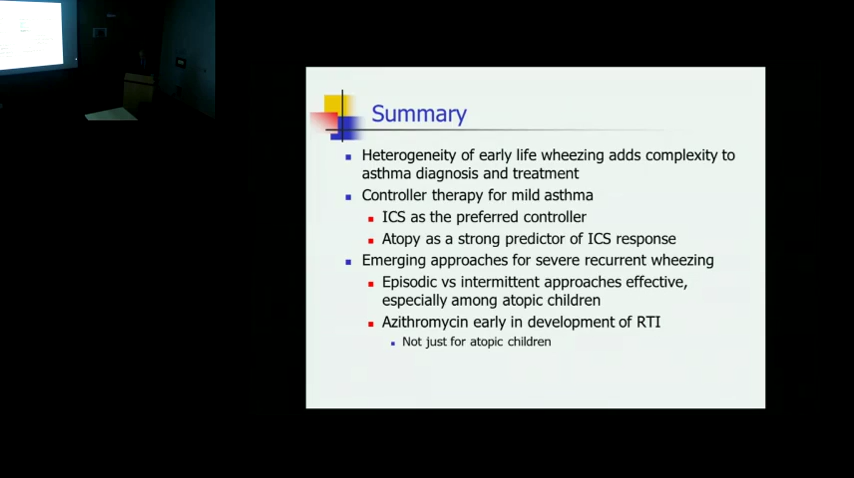 Summary
Heterogeneity of early life wheezing adds complexity to
asthma diagnosis and treatment
Controller therapy for mild asthma
ICS as the preferred controller
Atopy as a strong predictor of ICS response
Emerging approaches for severe recurrent wheezing
Episodic vs intermittent approaches effective,
especially among atopic children
Azithromycin early in development of RTI
Not just for atopic children